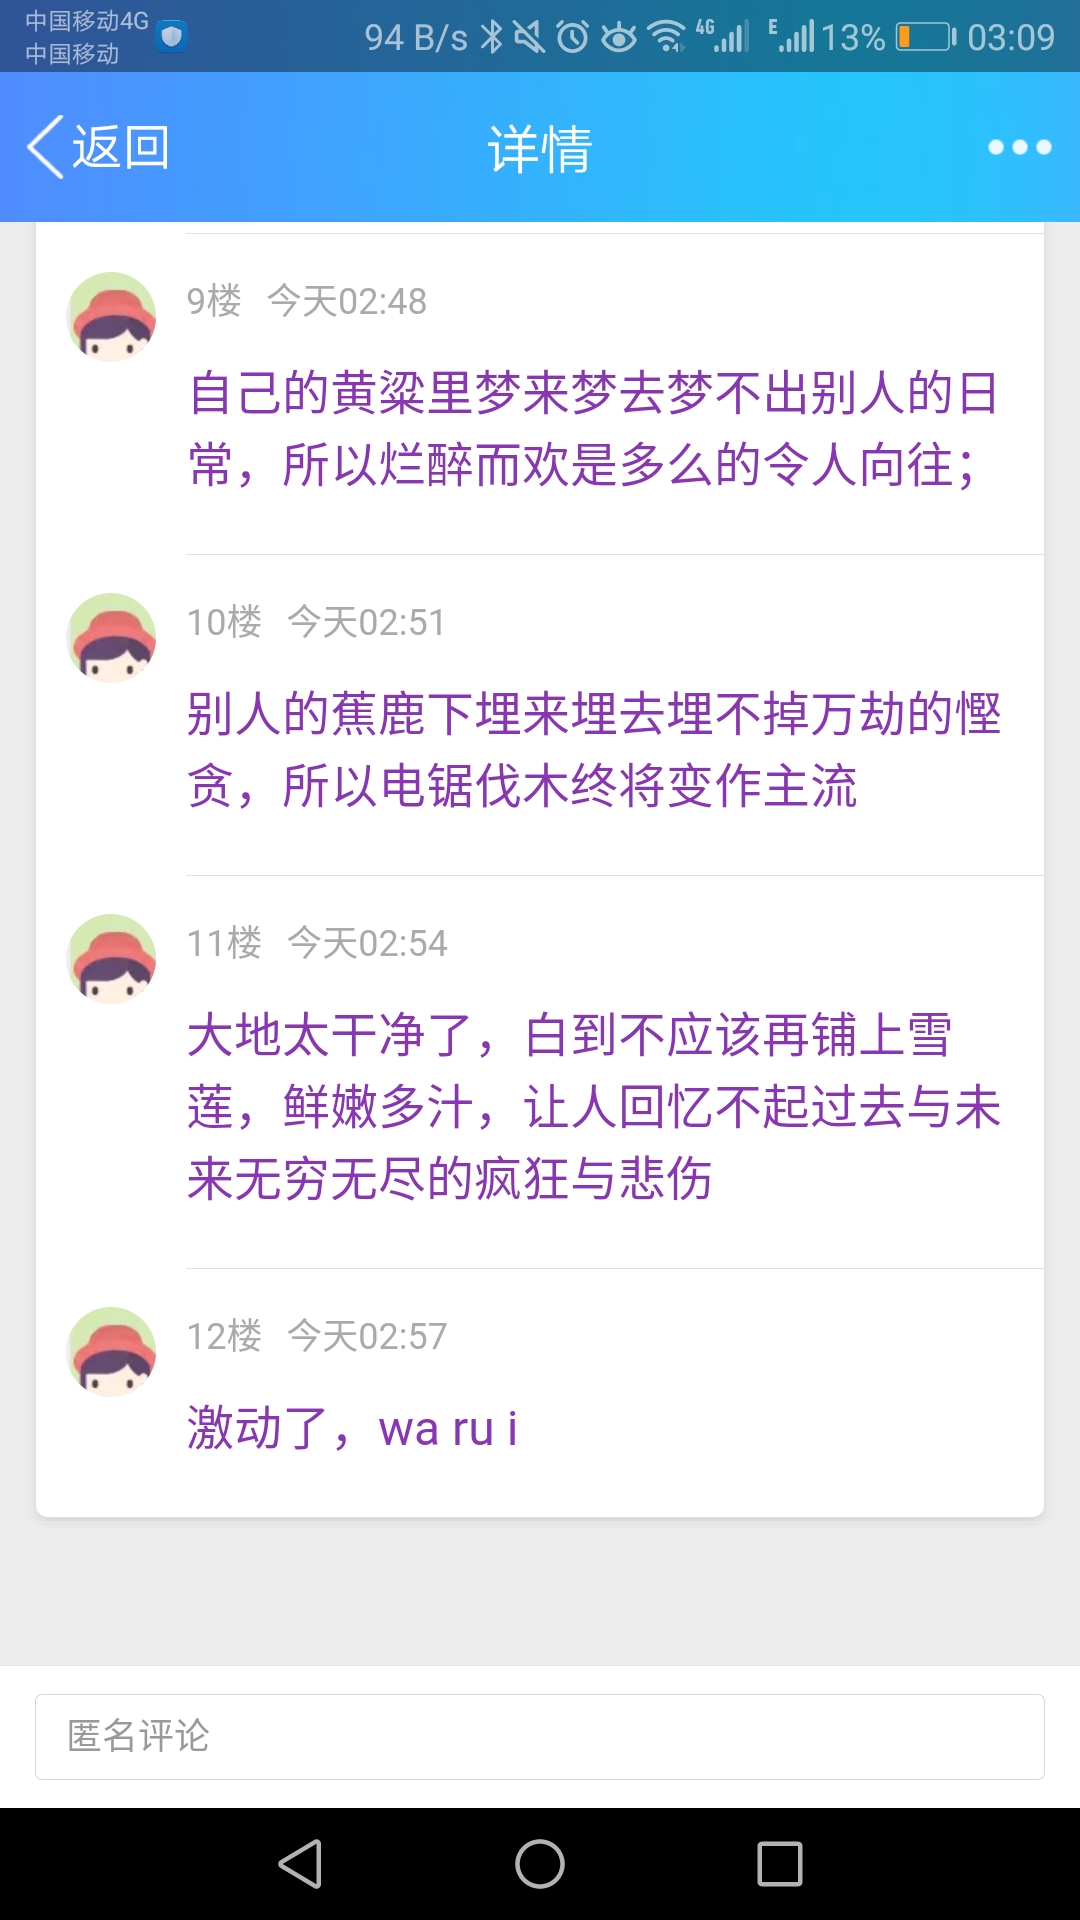 中国移动4G
中国移动
94 B/s 4G E 13% 03:09
返回 详情
9楼 今天02:48
自己的黄粱里梦来梦去梦不出别人的日
常，所以烂醉而欢是多么的令人向往；
10楼 今天02:51
别人的蕉鹿下埋来埋去埋不掉万劫的悭
贪，所以电锯伐木终将变作主流
11楼 今天02:54
大地太干净了，白到不应该再铺上雪
莲，鲜嫩多汁，让人回忆不起过去与未
来无穷无尽的疯狂与悲伤
12楼 今天02:57
激动了，wa ru i
匿名评论